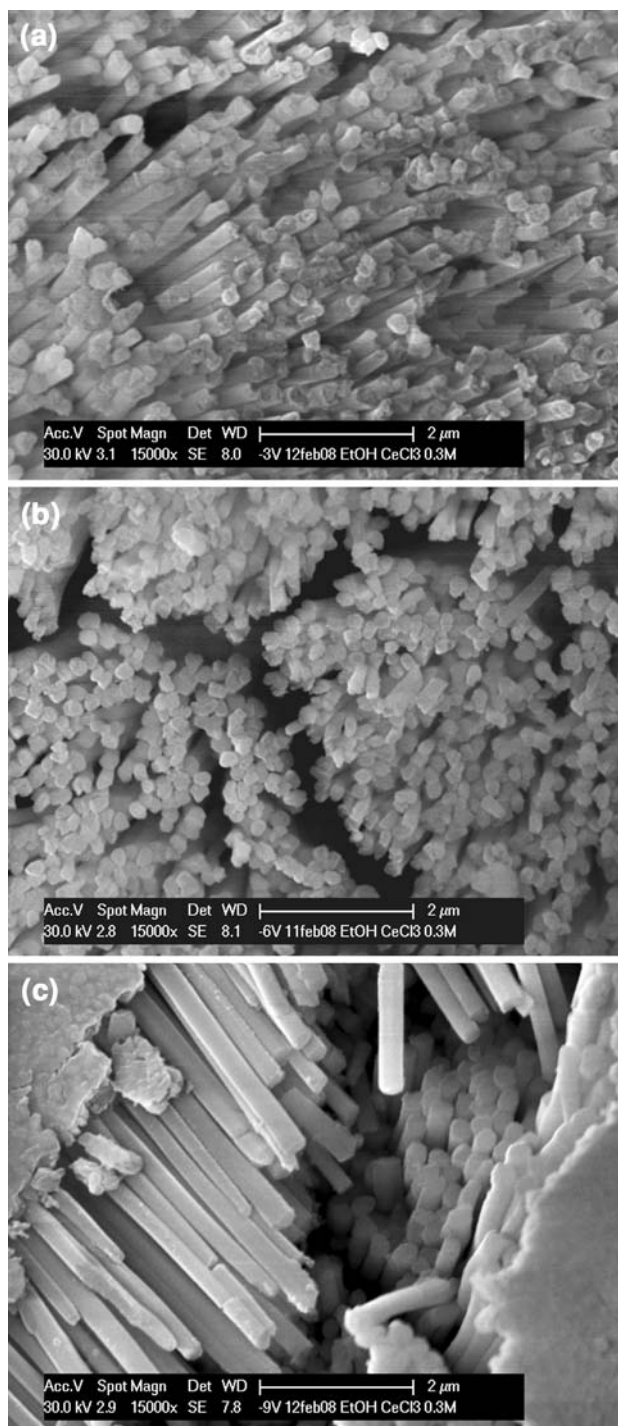 (a)
Acc.V Spot Magn Det WD 2 μm
30.0 kV 3.1 15000x SE 8.0 -3V 12feb08 EtOH CeCl3 0.3M
(b)
Acc.V Spot Magn Det WD 2 μm
30.0 kV 2.8 15000x SE 8.1 -6V 11feb08 EtOH CeCl3 0.3M
(c)
Acc.V Spot Magn Det WD 2 μm
30.0 kV 2.9 15000x SE 7.8 -9V 12feb08 EtOH CeCl3 0.3M